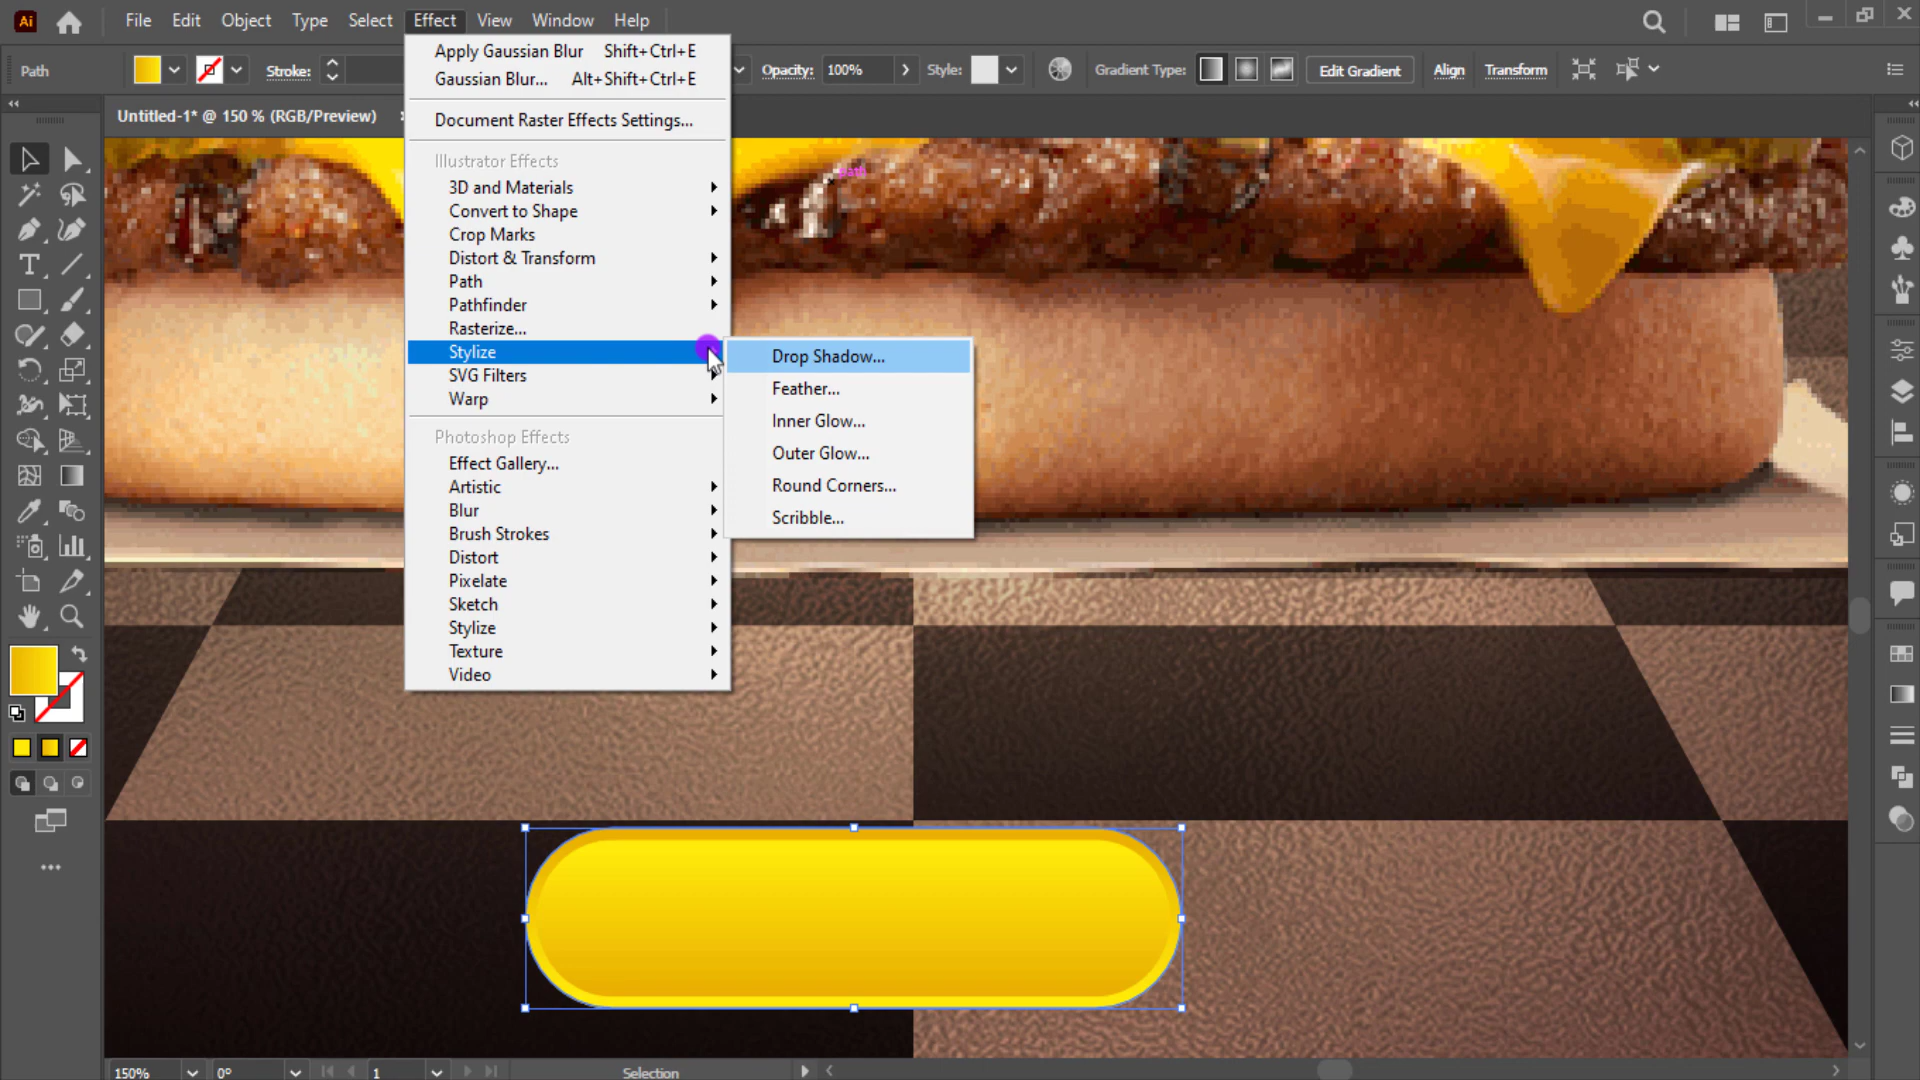 Ai File Edit Object Type Select Effect View Window Help
Path Stroke: Opacity: 100% Style: Gradient Type: Edit Gradient Align Transform
Untitled-1* @ 150 % (RGB/Preview)
Apply Gaussian Blur Shift+Ctrl+E
Gaussian Blur... Alt+Shift+Ctrl+E
Document Raster Effects Settings...
Illustrator Effects
3D and Materials
Convert to Shape
Crop Marks
Distort & Transform
Path
Pathfinder
Rasterize...
Stylize
SVG Filters
Warp
Drop Shadow...
Feather...
Inner Glow...
Outer Glow...
Round Corners...
Scribble...
Photoshop Effects
Effect Gallery...
Artistic
Blur
Brush Strokes
Distort
Pixelate
Sketch
Stylize
Texture
Video
path
150% 0° 1 Selection